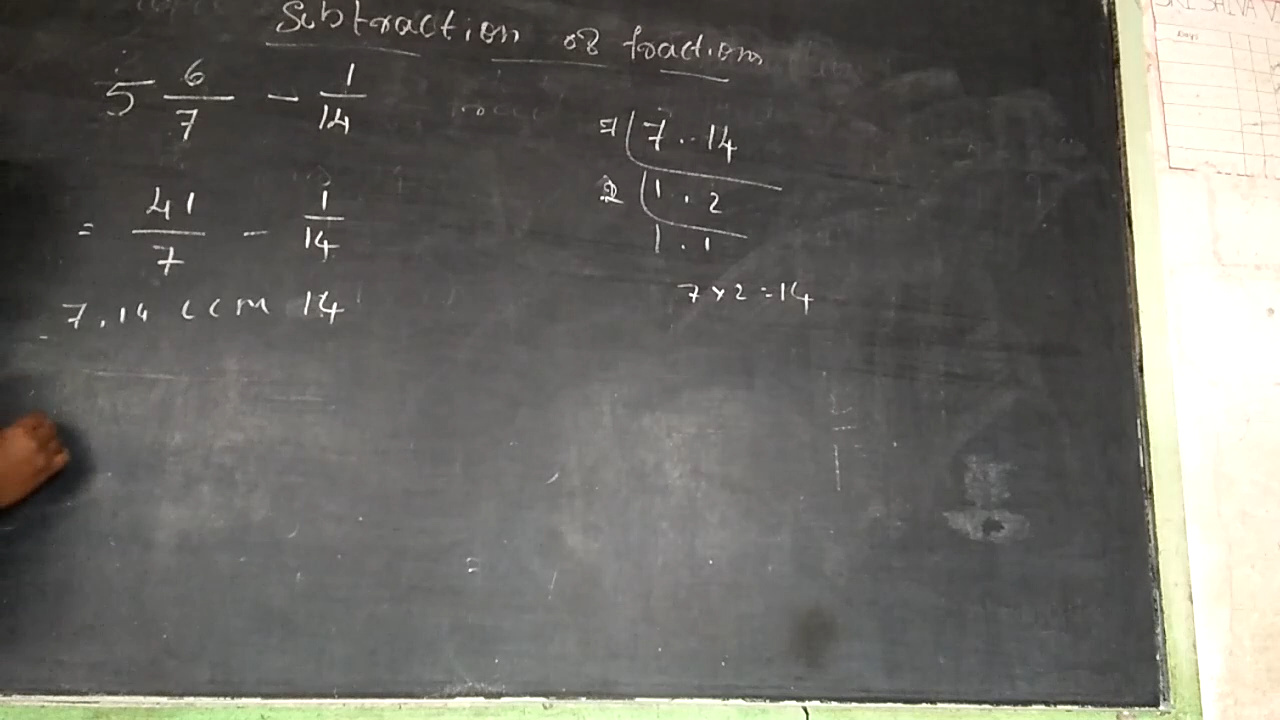 Subtraction of fractions
5 6/7 - 1/14
= 41/7 - 1/14
7, 14 LCM 14
7 | 7, 14
2 | 1, 2
1, 1
7 x 2 = 14